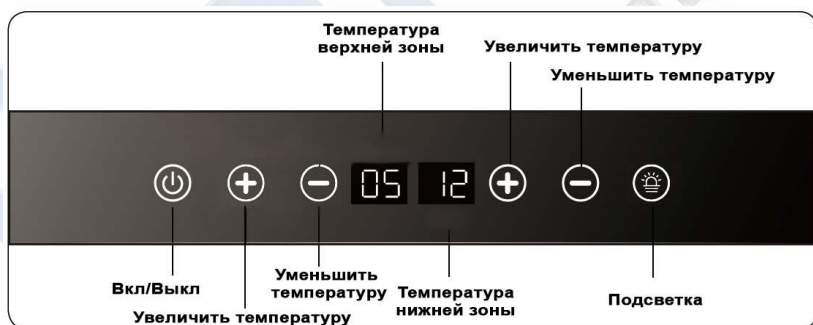 Температура
верхней зоны
Увеличить температуру
Уменьшить температуру
05 12
Вкл/Выкл
Увеличить температуру
Уменьшить
температуру
Температура
нижней зоны
Подсветка